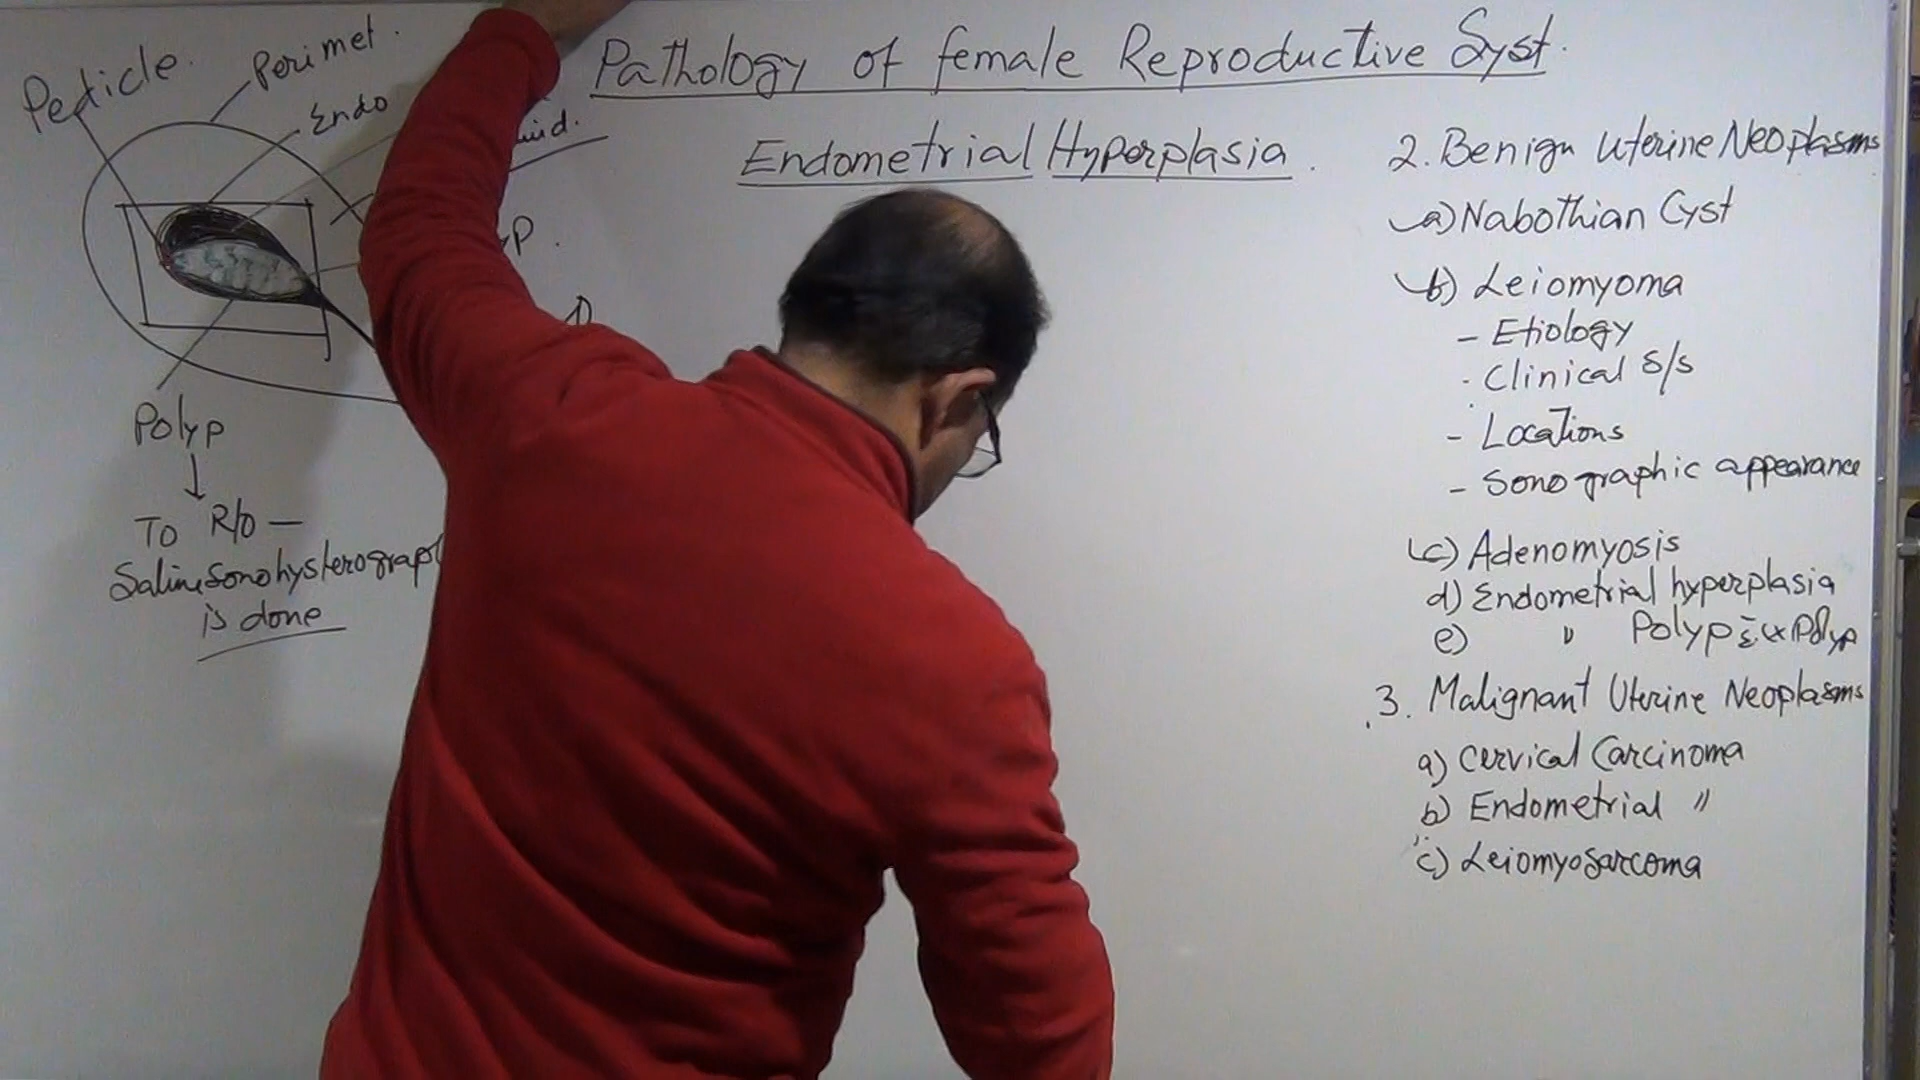 Pathology of female Reproductive Syst.
Pedicle.
Perimet.
Endo
Polyp
To R/o —
Saline Sonohysterograp
is done
Endometrial Hyperplasia.
2. Benign Uterine Neoplasms
a) Nabothian Cyst
b) Leiomyoma
- Etiology
- Clinical S/s
- Locations
- Sonographic appearance
c) Adenomyosis
d) Endometrial hyperplasia
e) " Polyp Polyp
3. Malignant Uterine Neoplasms
a) Cervical Carcinoma
b) Endometrial "
c) Leiomyosarcoma